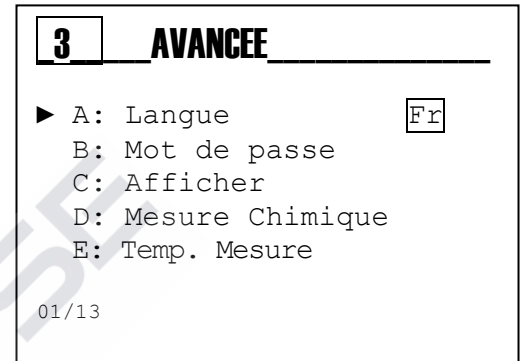 3 AVANCEE
► A: Langue Fr
B: Mot de passe
C: Afficher
D: Mesure Chimique
E: Temp. Mesure
01/13